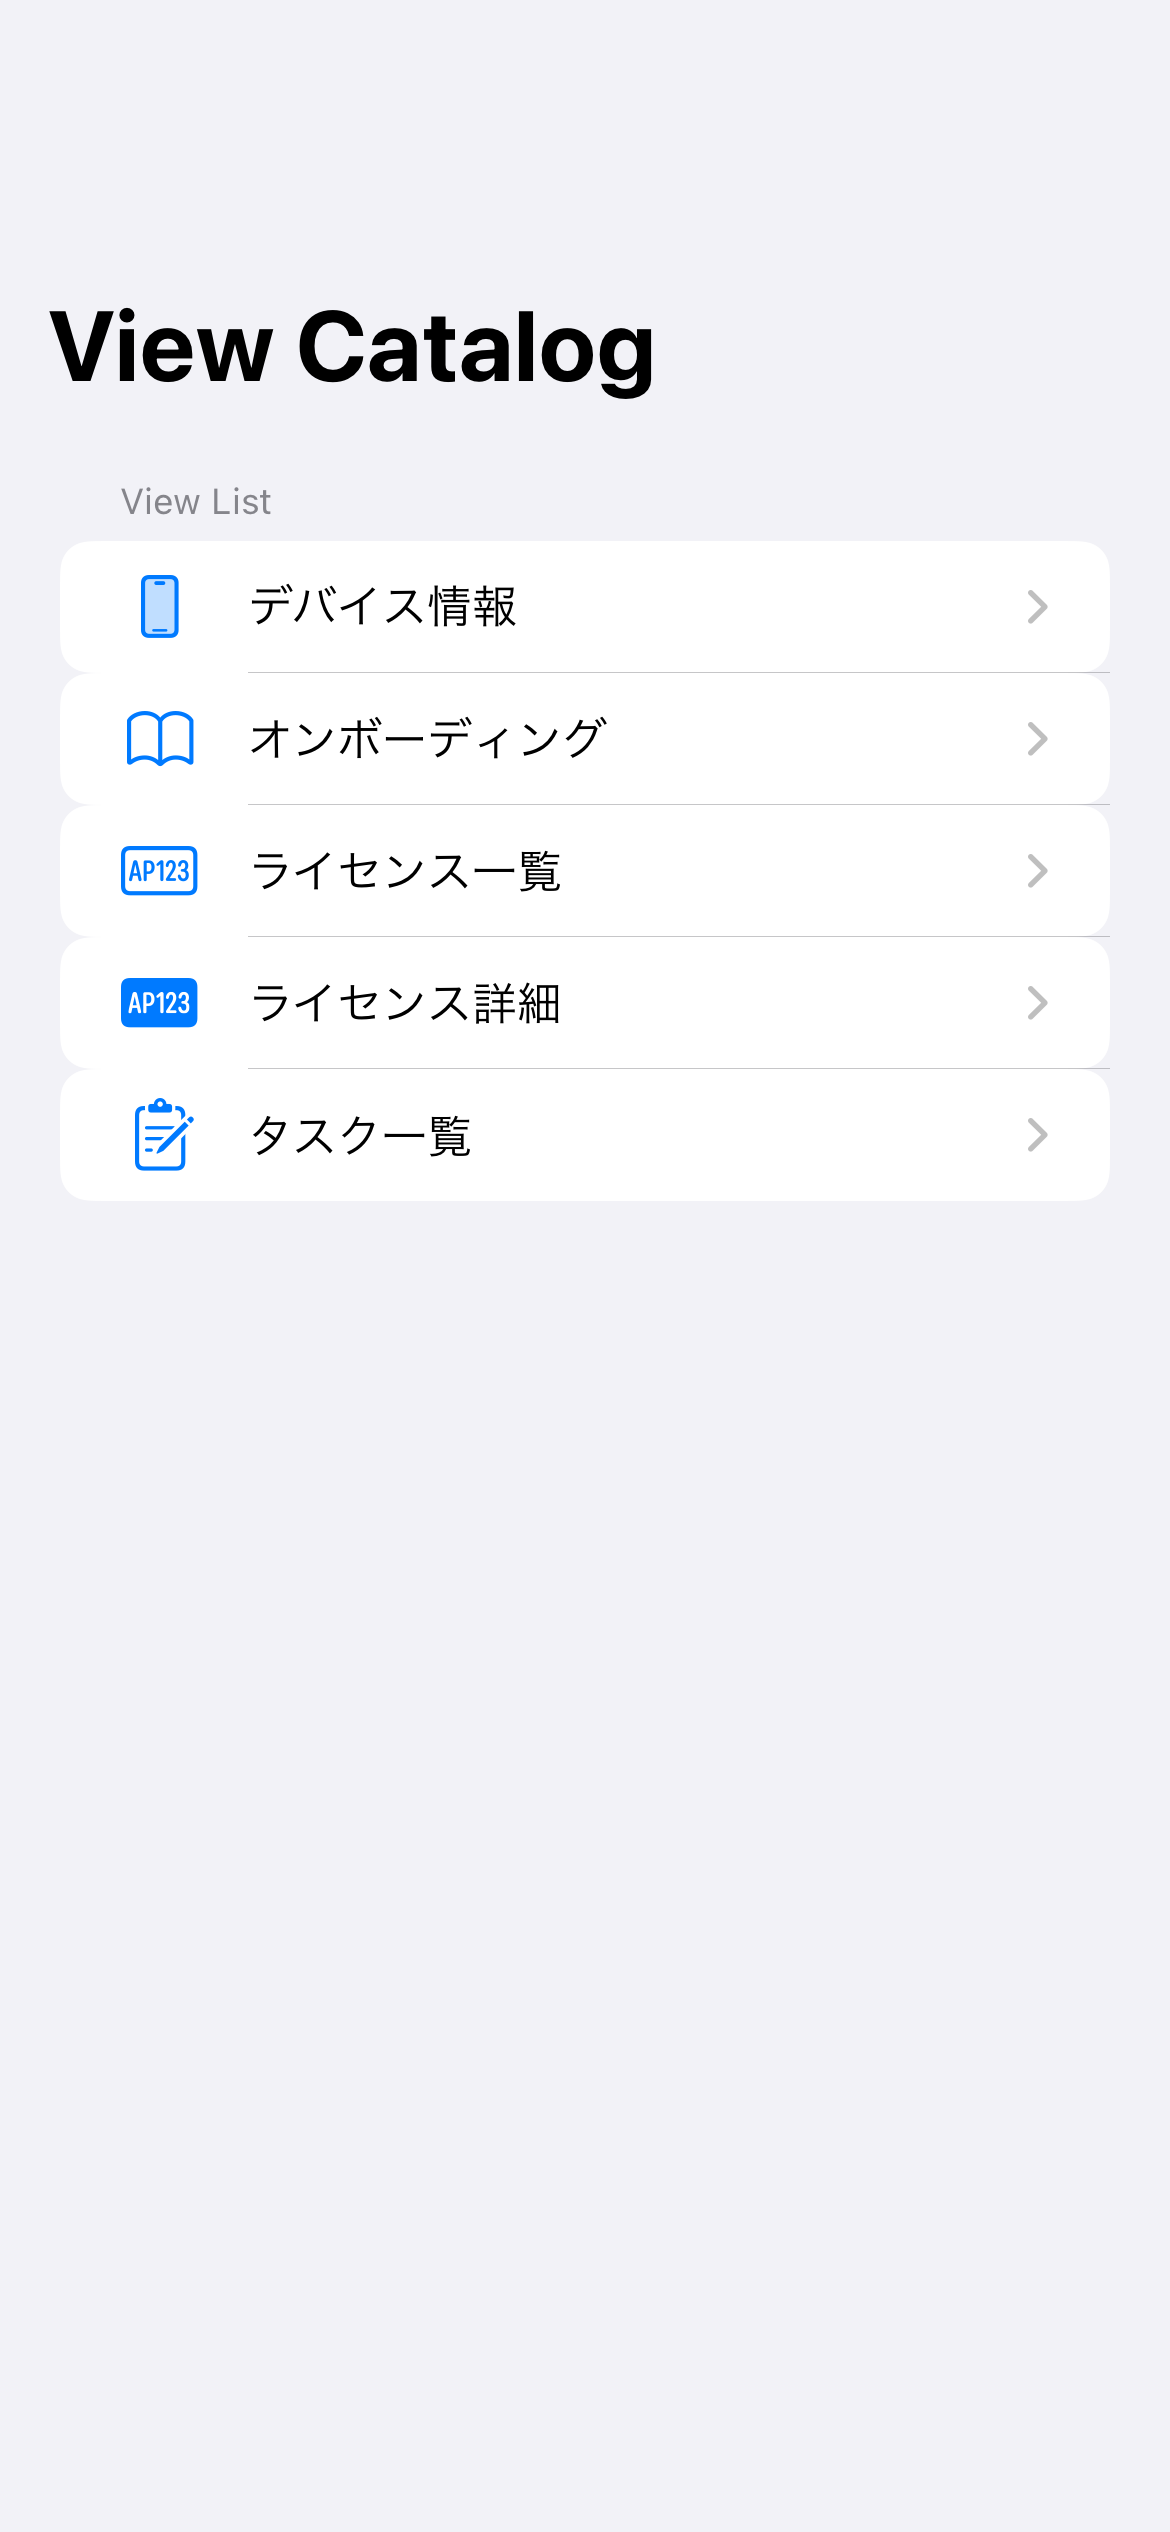 View Catalog
View List
デバイス情報
オンボーディング
AP123 ライセンス一覧
AP123 ライセンス詳細
タスク一覧